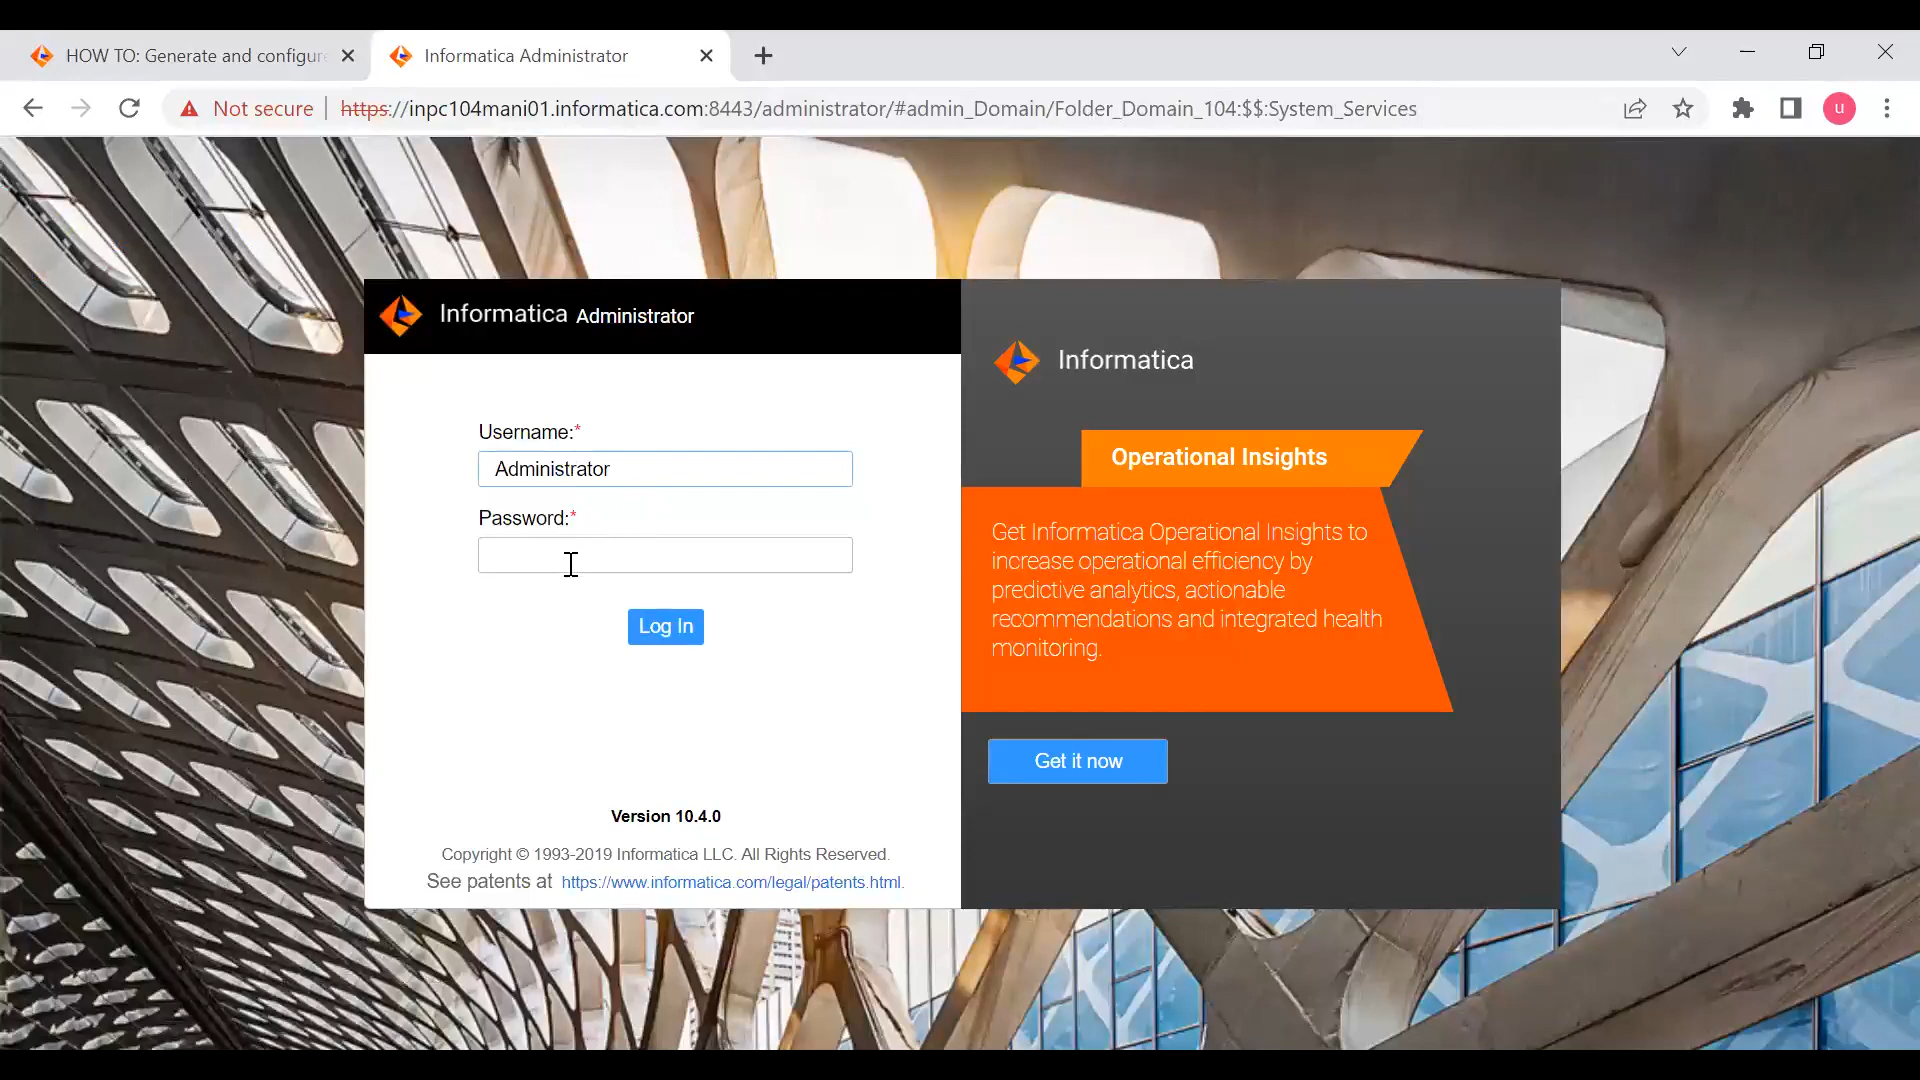 HOW TO: Generate and configure
Informatica Administrator
Not secure
https://inpc104mani01.informatica.com:8443/administrator/#admin_Domain/Folder_Domain_104:$$:System_Services
u
Informatica Administrator
Username:*
Administrator
Password:*
Log In
Version 10.4.0
Copyright © 1993-2019 Informatica LLC. All Rights Reserved.
See patents at https://www.informatica.com/legal/patents.html.
Informatica
Operational Insights
Get Informatica Operational Insights to
increase operational efficiency by
predictive analytics, actionable
recommendations and integrated health
monitoring.
Get it now